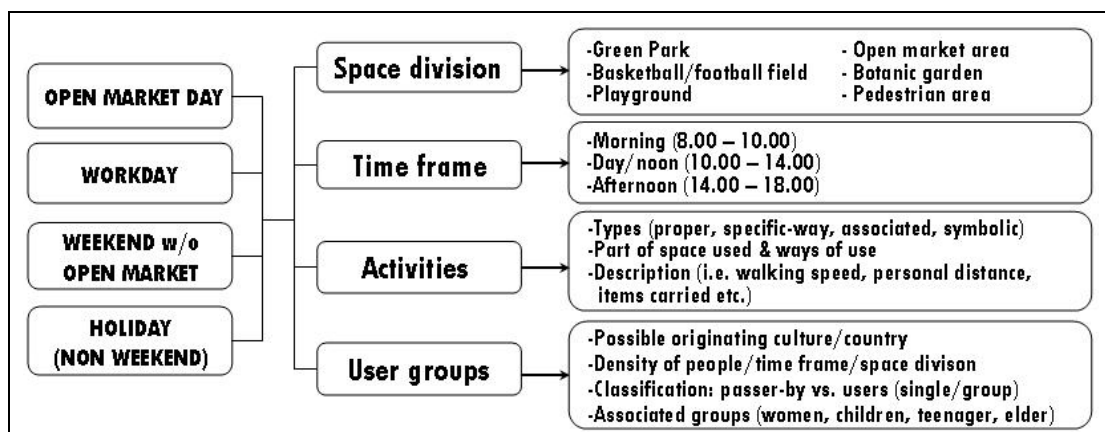 OPEN MARKET DAY
WORKDAY
WEEKEND w/o
OPEN MARKET
HOLIDAY
(NON WEEKEND)
Space division
-Green Park
-Basketball/football field
-Playground
- Open market area
- Botanic garden
- Pedestrian area
Time frame
-Morning (8.00 – 10.00)
-Day/noon (10.00 – 14.00)
-Afternoon (14.00 – 18.00)
Activities
-Types (proper, specific-way, associated, symbolic)
-Part of space used & ways of use
-Description (i.e. walking speed, personal distance,
items carried etc.)
User groups
-Possible originating culture/country
-Density of people/time frame/space divison
-Classification: passer-by vs. users (single/group)
-Associated groups (women, children, teenager, elder)